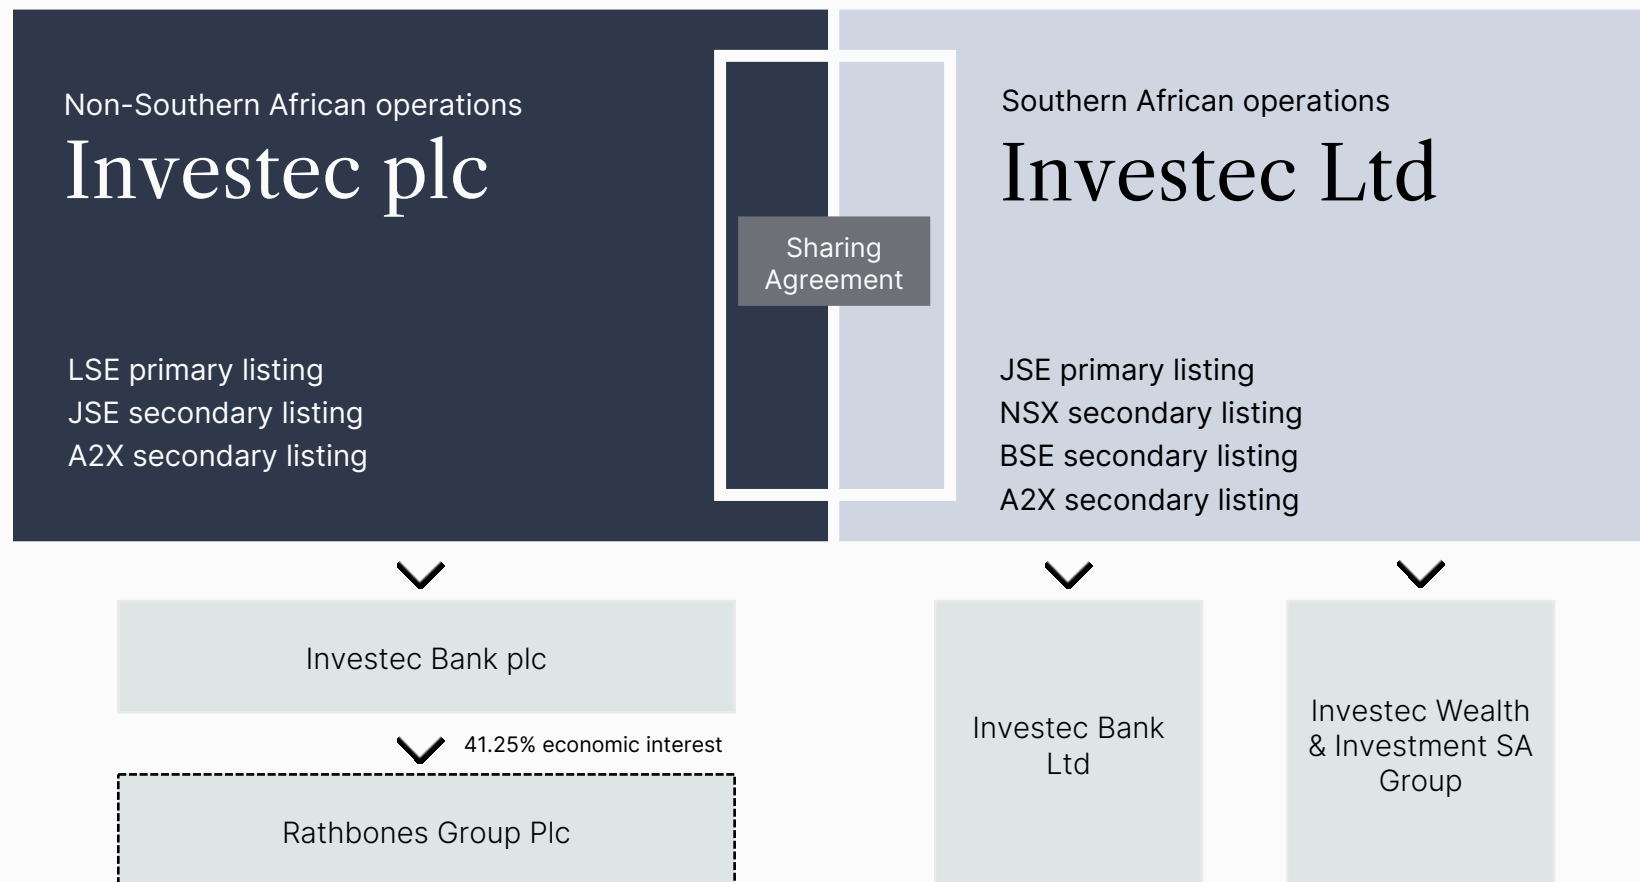 Non-Southern African operations
Investec plc
LSE primary listing
JSE secondary listing
A2X secondary listing
Sharing
Agreement
Southern African operations
Investec Ltd
JSE primary listing
NSX secondary listing
BSE secondary listing
A2X secondary listing
Investec Bank plc
41.25% economic interest
Rathbones Group Plc
Investec Bank
Ltd
Investec Wealth
& Investment SA
Group